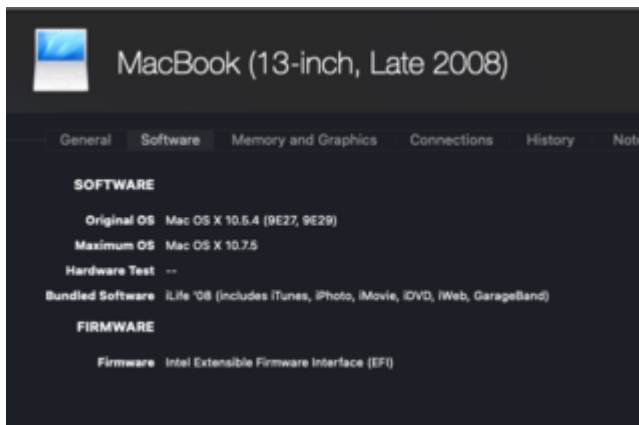 MacBook (13-inch, Late 2008)
General Software Memory and Graphics Connections History Note
SOFTWARE
Original OS Mac OS X 10.5.4 (9E27, 9E29)
Maximum OS Mac OS X 10.7.5
Hardware Test --
Bundled Software iLife '08 (includes iTunes, iPhoto, iMovie, iDVD, iWeb, GarageBand)
FIRMWARE
Firmware Intel Extensible Firmware Interface (EFI)